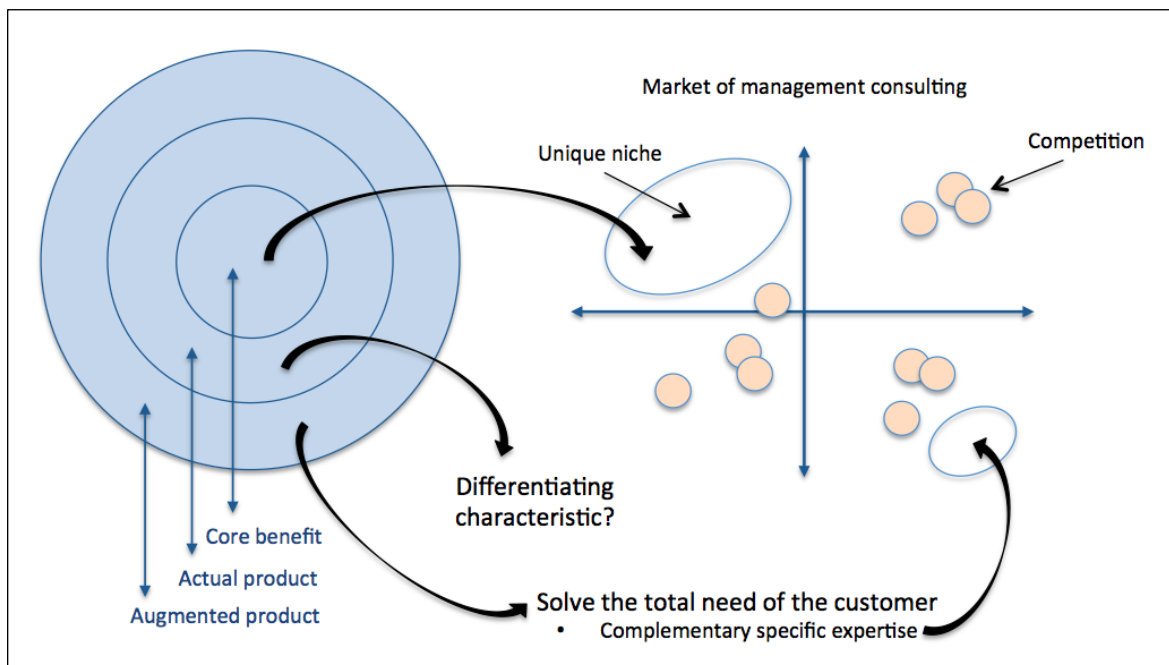 Market of management consulting
Unique niche
Competition
Differentiating
characteristic?
Core benefit
Actual product
Augmented product
Solve the total need of the customer
• Complementary specific expertise